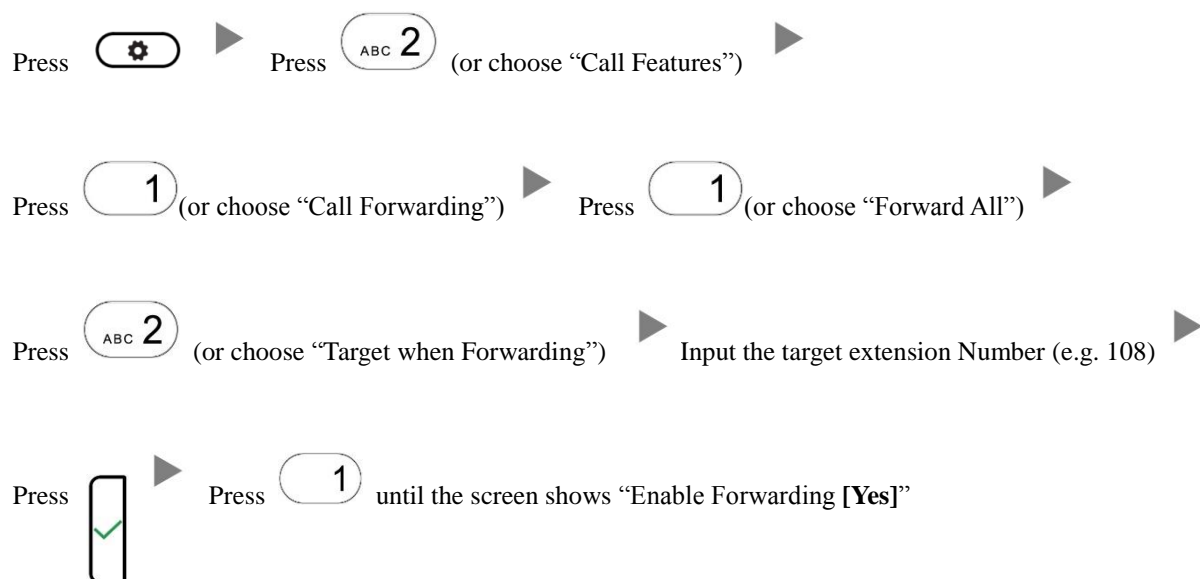 Press Press ABC 2 (or choose “Call Features”)
Press 1 (or choose “Call Forwarding”) Press 1 (or choose “Forward All”)
Press ABC 2 (or choose “Target when Forwarding”) Input the target extension Number (e.g. 108)
Press Press 1 until the screen shows “Enable Forwarding [Yes]”